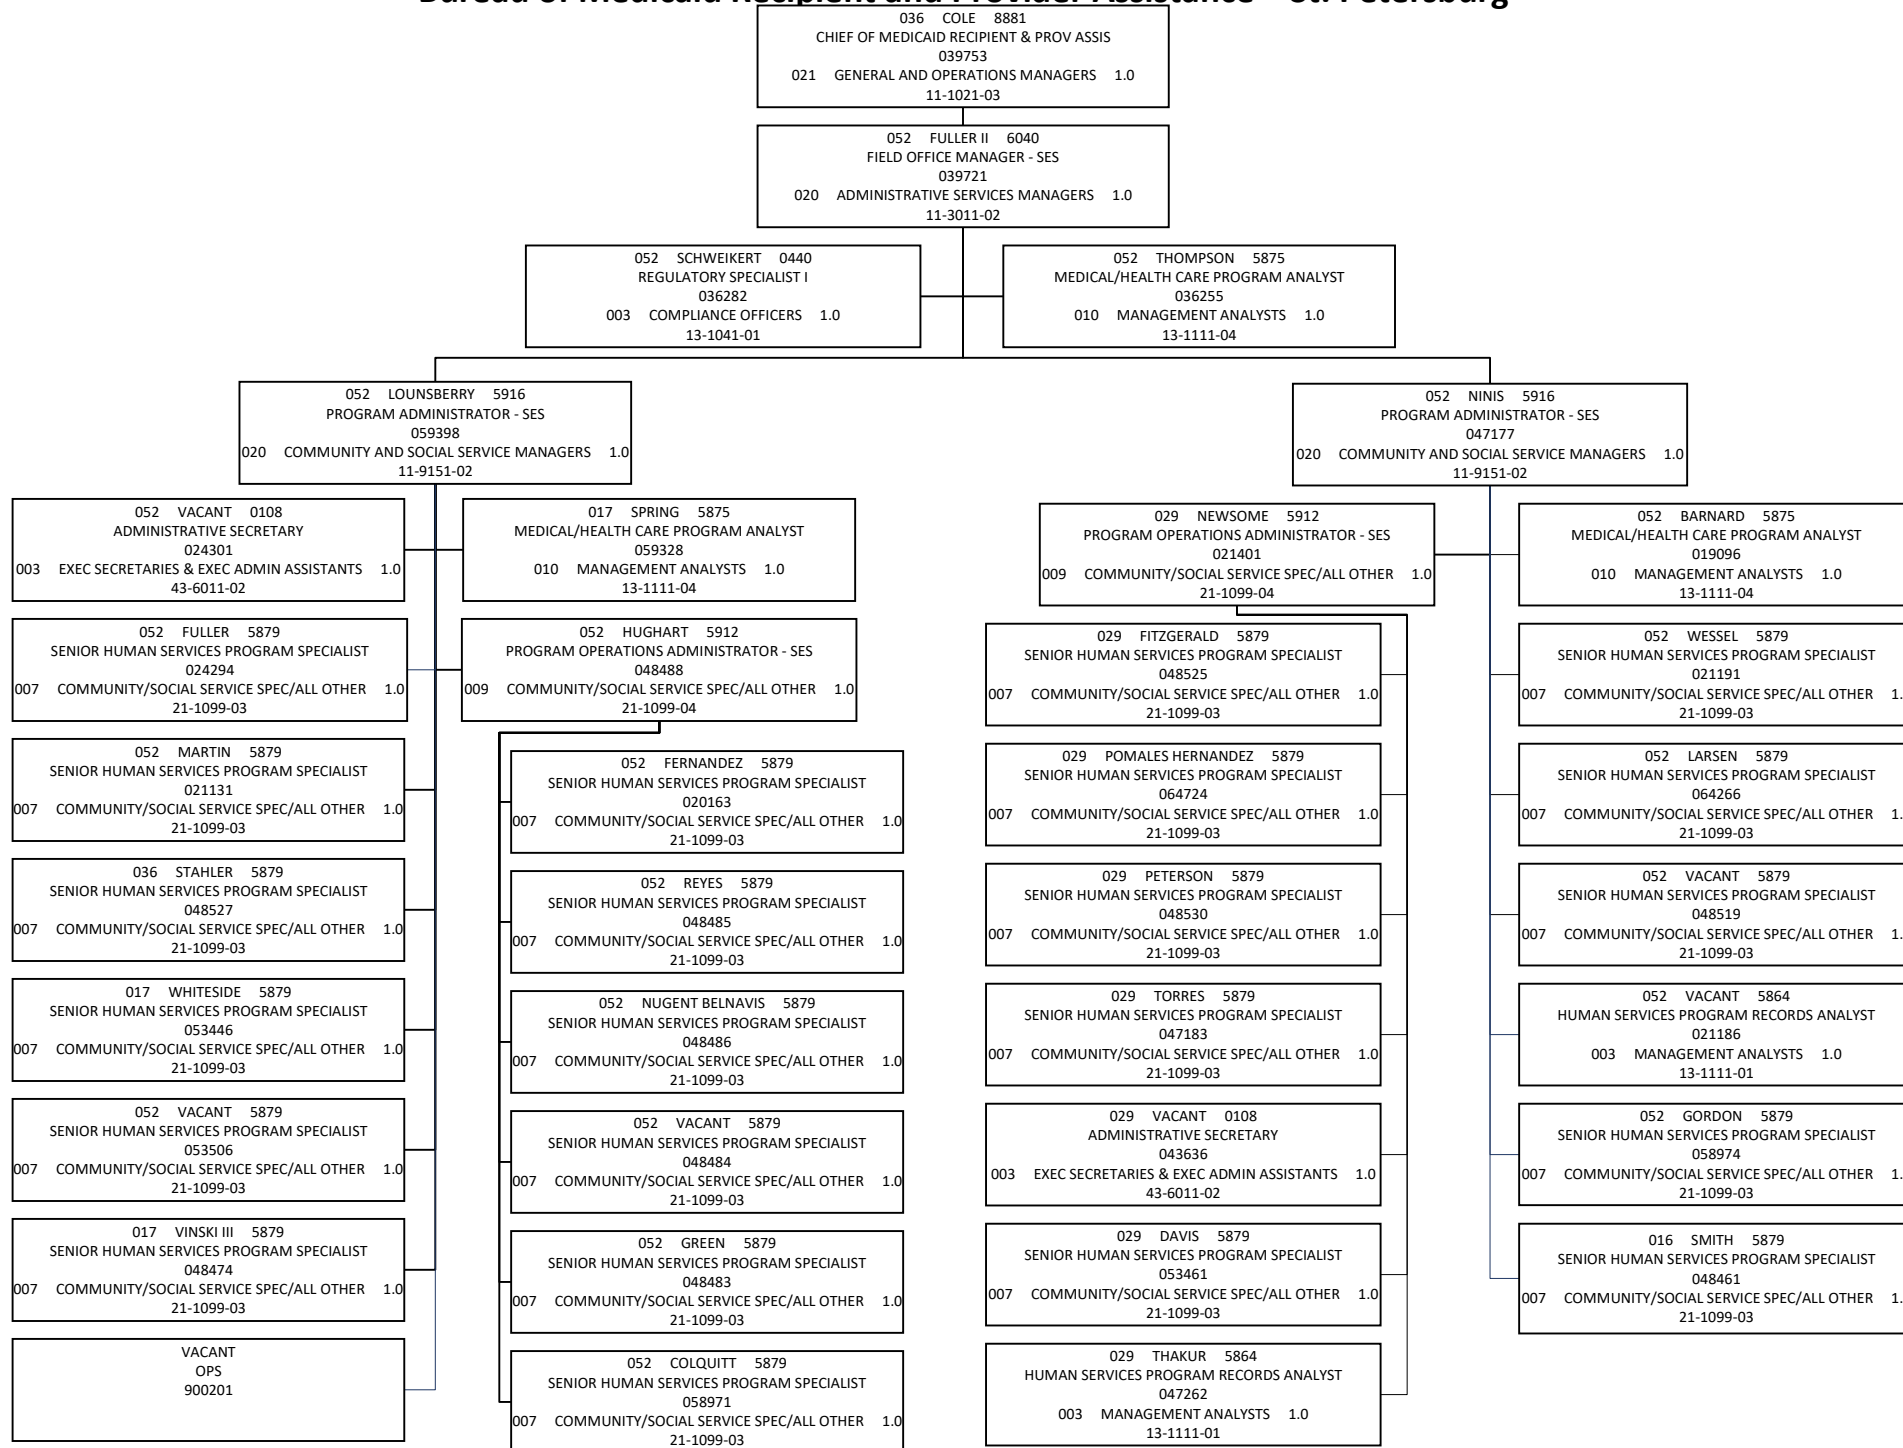 Bureau of Medicaid Recipient and Provider Assistance - St. Petersburg
036 COLE 8881
CHIEF OF MEDICAID RECIPIENT & PROV ASSIS
039753
021 GENERAL AND OPERATIONS MANAGERS 1.0
11-1021-03
052 FULLER II 6040
FIELD OFFICE MANAGER - SES
039721
020 ADMINISTRATIVE SERVICES MANAGERS 1.0
11-3011-02
052 SCHWEIKERT 0440
REGULATORY SPECIALIST I
036282
003 COMPLIANCE OFFICERS 1.0
13-1041-01
052 THOMPSON 5875
MEDICAL/HEALTH CARE PROGRAM ANALYST
036255
010 MANAGEMENT ANALYSTS 1.0
13-1111-04
052 LOUNSBERRY 5916
PROGRAM ADMINISTRATOR - SES
059398
020 COMMUNITY AND SOCIAL SERVICE MANAGERS 1.0
11-9151-02
052 VACANT 0108
ADMINISTRATIVE SECRETARY
024301
003 EXEC SECRETARIES & EXEC ADMIN ASSISTANTS 1.0
43-6011-02
052 FULLER 5879
SENIOR HUMAN SERVICES PROGRAM SPECIALIST
024294
007 COMMUNITY/SOCIAL SERVICE SPEC/ALL OTHER 1.0
21-1099-03
052 MARTIN 5879
SENIOR HUMAN SERVICES PROGRAM SPECIALIST
021131
007 COMMUNITY/SOCIAL SERVICE SPEC/ALL OTHER 1.0
21-1099-03
036 STAHLER 5879
SENIOR HUMAN SERVICES PROGRAM SPECIALIST
048527
007 COMMUNITY/SOCIAL SERVICE SPEC/ALL OTHER 1.0
21-1099-03
017 WHITESIDE 5879
SENIOR HUMAN SERVICES PROGRAM SPECIALIST
053446
007 COMMUNITY/SOCIAL SERVICE SPEC/ALL OTHER 1.0
21-1099-03
052 VACANT 5879
SENIOR HUMAN SERVICES PROGRAM SPECIALIST
053506
007 COMMUNITY/SOCIAL SERVICE SPEC/ALL OTHER 1.0
21-1099-03
017 VINSKI III 5879
SENIOR HUMAN SERVICES PROGRAM SPECIALIST
048474
007 COMMUNITY/SOCIAL SERVICE SPEC/ALL OTHER 1.0
21-1099-03
VACANT
OPS
900201
017 SPRING 5875
MEDICAL/HEALTH CARE PROGRAM ANALYST
059328
010 MANAGEMENT ANALYSTS 1.0
13-1111-04
052 HUGHART 5912
PROGRAM OPERATIONS ADMINISTRATOR - SES
048488
009 COMMUNITY/SOCIAL SERVICE SPEC/ALL OTHER 1.0
21-1099-04
052 FERNANDEZ 5879
SENIOR HUMAN SERVICES PROGRAM SPECIALIST
020163
007 COMMUNITY/SOCIAL SERVICE SPEC/ALL OTHER 1.0
21-1099-03
052 REYES 5879
SENIOR HUMAN SERVICES PROGRAM SPECIALIST
048485
007 COMMUNITY/SOCIAL SERVICE SPEC/ALL OTHER 1.0
21-1099-03
052 NUGENT BELNAVIS 5879
SENIOR HUMAN SERVICES PROGRAM SPECIALIST
048486
007 COMMUNITY/SOCIAL SERVICE SPEC/ALL OTHER 1.0
21-1099-03
052 VACANT 5879
SENIOR HUMAN SERVICES PROGRAM SPECIALIST
048484
007 COMMUNITY/SOCIAL SERVICE SPEC/ALL OTHER 1.0
21-1099-03
052 GREEN 5879
SENIOR HUMAN SERVICES PROGRAM SPECIALIST
048483
007 COMMUNITY/SOCIAL SERVICE SPEC/ALL OTHER 1.0
21-1099-03
052 COLQUITT 5879
SENIOR HUMAN SERVICES PROGRAM SPECIALIST
058971
007 COMMUNITY/SOCIAL SERVICE SPEC/ALL OTHER 1.0
21-1099-03
052 NINIS 5916
PROGRAM ADMINISTRATOR - SES
047177
020 COMMUNITY AND SOCIAL SERVICE MANAGERS 1.0
11-9151-02
029 NEWSOME 5912
PROGRAM OPERATIONS ADMINISTRATOR - SES
021401
009 COMMUNITY/SOCIAL SERVICE SPEC/ALL OTHER 1.0
21-1099-04
029 FITZGERALD 5879
SENIOR HUMAN SERVICES PROGRAM SPECIALIST
048525
007 COMMUNITY/SOCIAL SERVICE SPEC/ALL OTHER 1.0
21-1099-03
029 POMALES HERNANDEZ 5879
SENIOR HUMAN SERVICES PROGRAM SPECIALIST
064724
007 COMMUNITY/SOCIAL SERVICE SPEC/ALL OTHER 1.0
21-1099-03
029 PETERSON 5879
SENIOR HUMAN SERVICES PROGRAM SPECIALIST
048530
007 COMMUNITY/SOCIAL SERVICE SPEC/ALL OTHER 1.0
21-1099-03
029 TORRES 5879
SENIOR HUMAN SERVICES PROGRAM SPECIALIST
047183
007 COMMUNITY/SOCIAL SERVICE SPEC/ALL OTHER 1.0
21-1099-03
029 VACANT 0108
ADMINISTRATIVE SECRETARY
043636
003 EXEC SECRETARIES & EXEC ADMIN ASSISTANTS 1.0
43-6011-02
029 DAVIS 5879
SENIOR HUMAN SERVICES PROGRAM SPECIALIST
053461
007 COMMUNITY/SOCIAL SERVICE SPEC/ALL OTHER 1.0
21-1099-03
029 THAKUR 5864
HUMAN SERVICES PROGRAM RECORDS ANALYST
047262
003 MANAGEMENT ANALYSTS 1.0
13-1111-01
052 BARNARD 5875
MEDICAL/HEALTH CARE PROGRAM ANALYST
019096
010 MANAGEMENT ANALYSTS 1.0
13-1111-04
052 WESSEL 5879
SENIOR HUMAN SERVICES PROGRAM SPECIALIST
021191
007 COMMUNITY/SOCIAL SERVICE SPEC/ALL OTHER 1.
21-1099-03
052 LARSEN 5879
SENIOR HUMAN SERVICES PROGRAM SPECIALIST
064266
007 COMMUNITY/SOCIAL SERVICE SPEC/ALL OTHER 1.
21-1099-03
052 VACANT 5879
SENIOR HUMAN SERVICES PROGRAM SPECIALIST
048519
007 COMMUNITY/SOCIAL SERVICE SPEC/ALL OTHER 1.
21-1099-03
052 VACANT 5864
HUMAN SERVICES PROGRAM RECORDS ANALYST
021186
003 MANAGEMENT ANALYSTS 1.0
13-1111-01
052 GORDON 5879
SENIOR HUMAN SERVICES PROGRAM SPECIALIST
058974
007 COMMUNITY/SOCIAL SERVICE SPEC/ALL OTHER 1.
21-1099-03
016 SMITH 5879
SENIOR HUMAN SERVICES PROGRAM SPECIALIST
048461
007 COMMUNITY/SOCIAL SERVICE SPEC/ALL OTHER 1.
21-1099-03